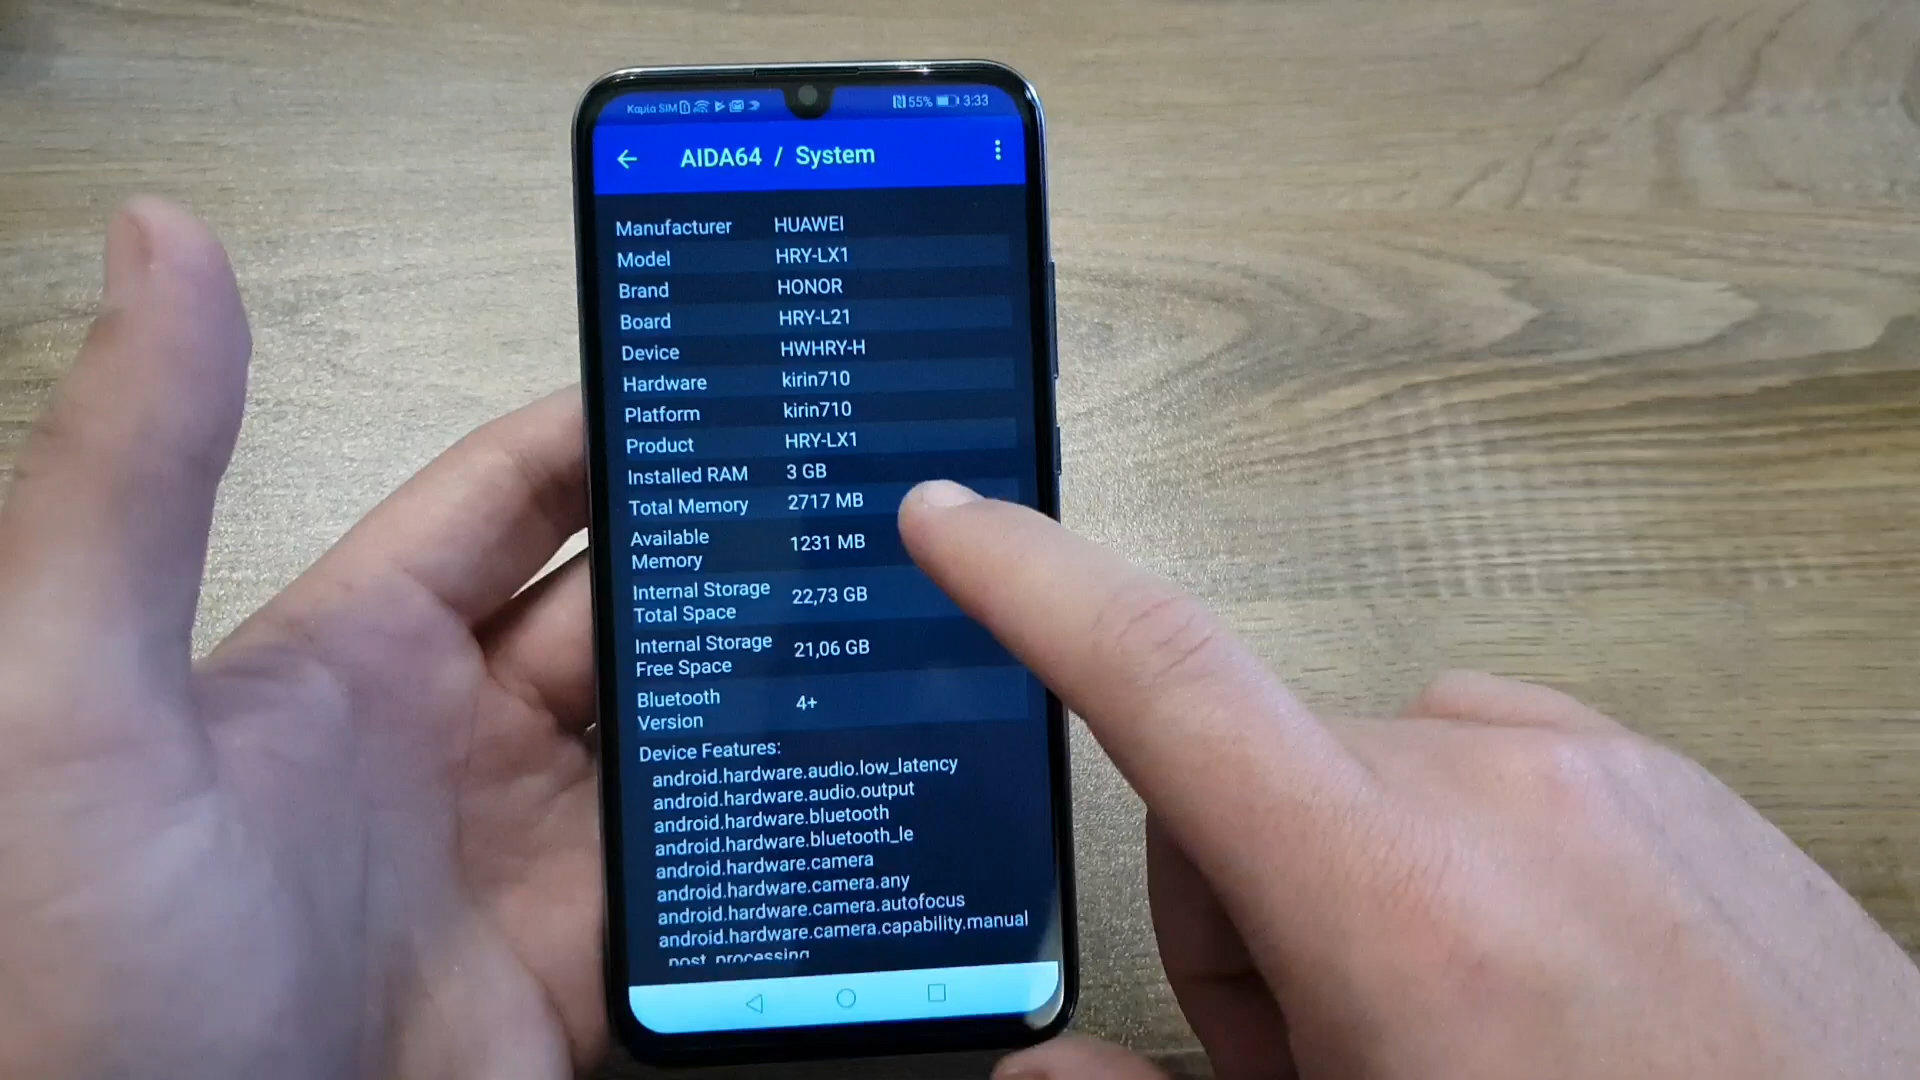 Карта SIM 55% 3:33
AIDA64 / System
Manufacturer HUAWEI
Model HRY-LX1
Brand HONOR
Board HRY-L21
Device HWHRY-H
Hardware kirin710
Platform kirin710
Product HRY-LX1
Installed RAM 3 GB
Total Memory 2717 MB
Available
Memory 1231 MB
Internal Storage
Total Space 22,73 GB
Internal Storage
Free Space 21,06 GB
Bluetooth
Version 4+
Device Features:
android.hardware.audio.low_latency
android.hardware.audio.output
android.hardware.bluetooth
android.hardware.bluetooth_le
android.hardware.camera
android.hardware.camera.any
android.hardware.camera.autofocus
android.hardware.camera.capability.manual
_post_processing